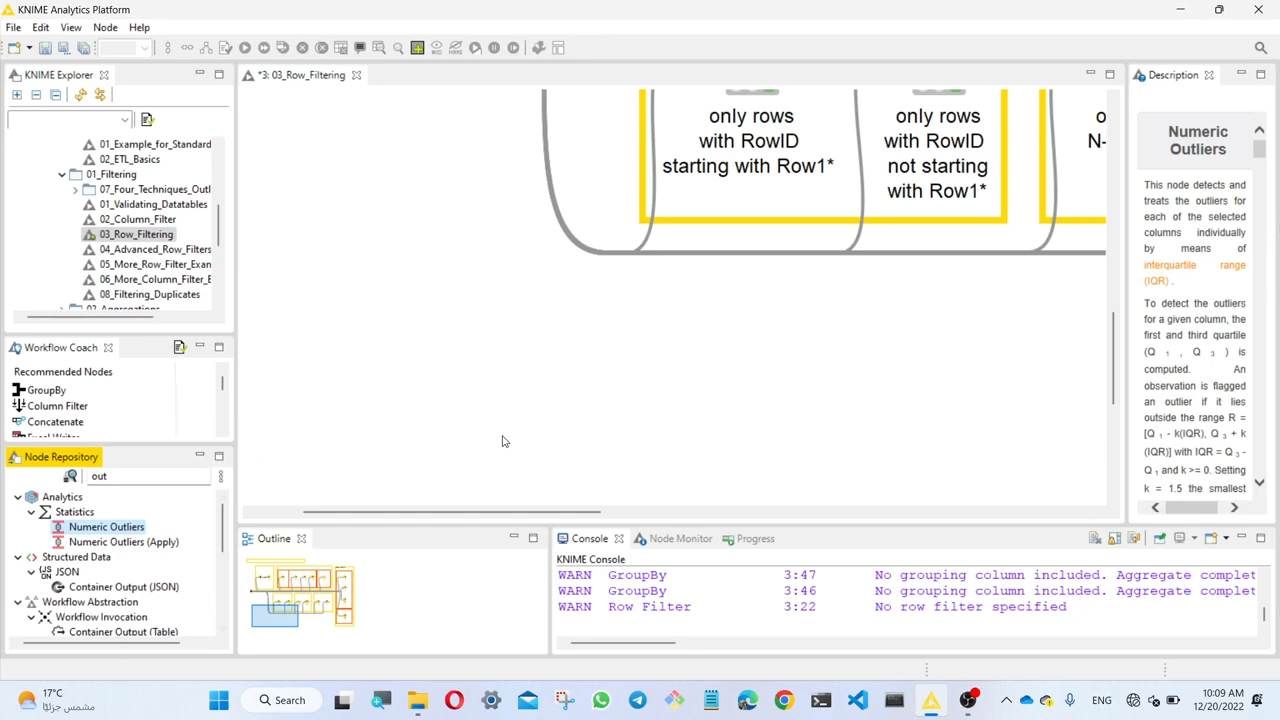 KNIME Analytics Platform
File Edit View Node Help
KNIME Explorer
01_Example_for_Standard
02_ETL_Basics
01_Filtering
07_Four_Techniques_Outl
01_Validating_Datatables
02_Column_Filter
03_Row_Filtering
04_Advanced_Row_Filters
05_More_Row_Filter_Exan
06_More_Column_Filter_E
08_Filtering_Duplicates
Workflow Coach
Recommended Nodes
GroupBy
Column Filter
Concatenate
Node Repository
out
Analytics
Statistics
Numeric Outliers
Numeric Outliers (Apply)
Structured Data
JSON
Container Output (JSON)
Workflow Abstraction
Workflow Invocation
Container Output (Table)
*3: 03_Row_Filtering
only rows
with RowID
starting with Row1*
only rows
with RowID
not starting
with Row1*
o
N-
Outline
Console
Node Monitor
Progress
KNIME Console
WARN GroupBy 3:47 No grouping column included. Aggregate complet
WARN GroupBy 3:46 No grouping column included. Aggregate complet
WARN Row Filter 3:22 No row filter specified
Description
Numeric
Outliers
This node detects and
treats the outliers for
each of the selected
columns individually
by means of
interquartile range
(IQR) .
To detect the outliers
for a given column, the
first and third quartile
(Q 1 , Q 3 ) is
computed. An
observation is flagged
an outlier if it lies
outside the range R =
[Q 1 - k(IQR), Q 3 + k
(IQR)] with IQR = Q 3 -
Q 1 and k >= 0. Setting
k = 1.5 the smallest
17°C
مشمس جزئيًا
Search
ENG
10:09 AM
12/20/2022